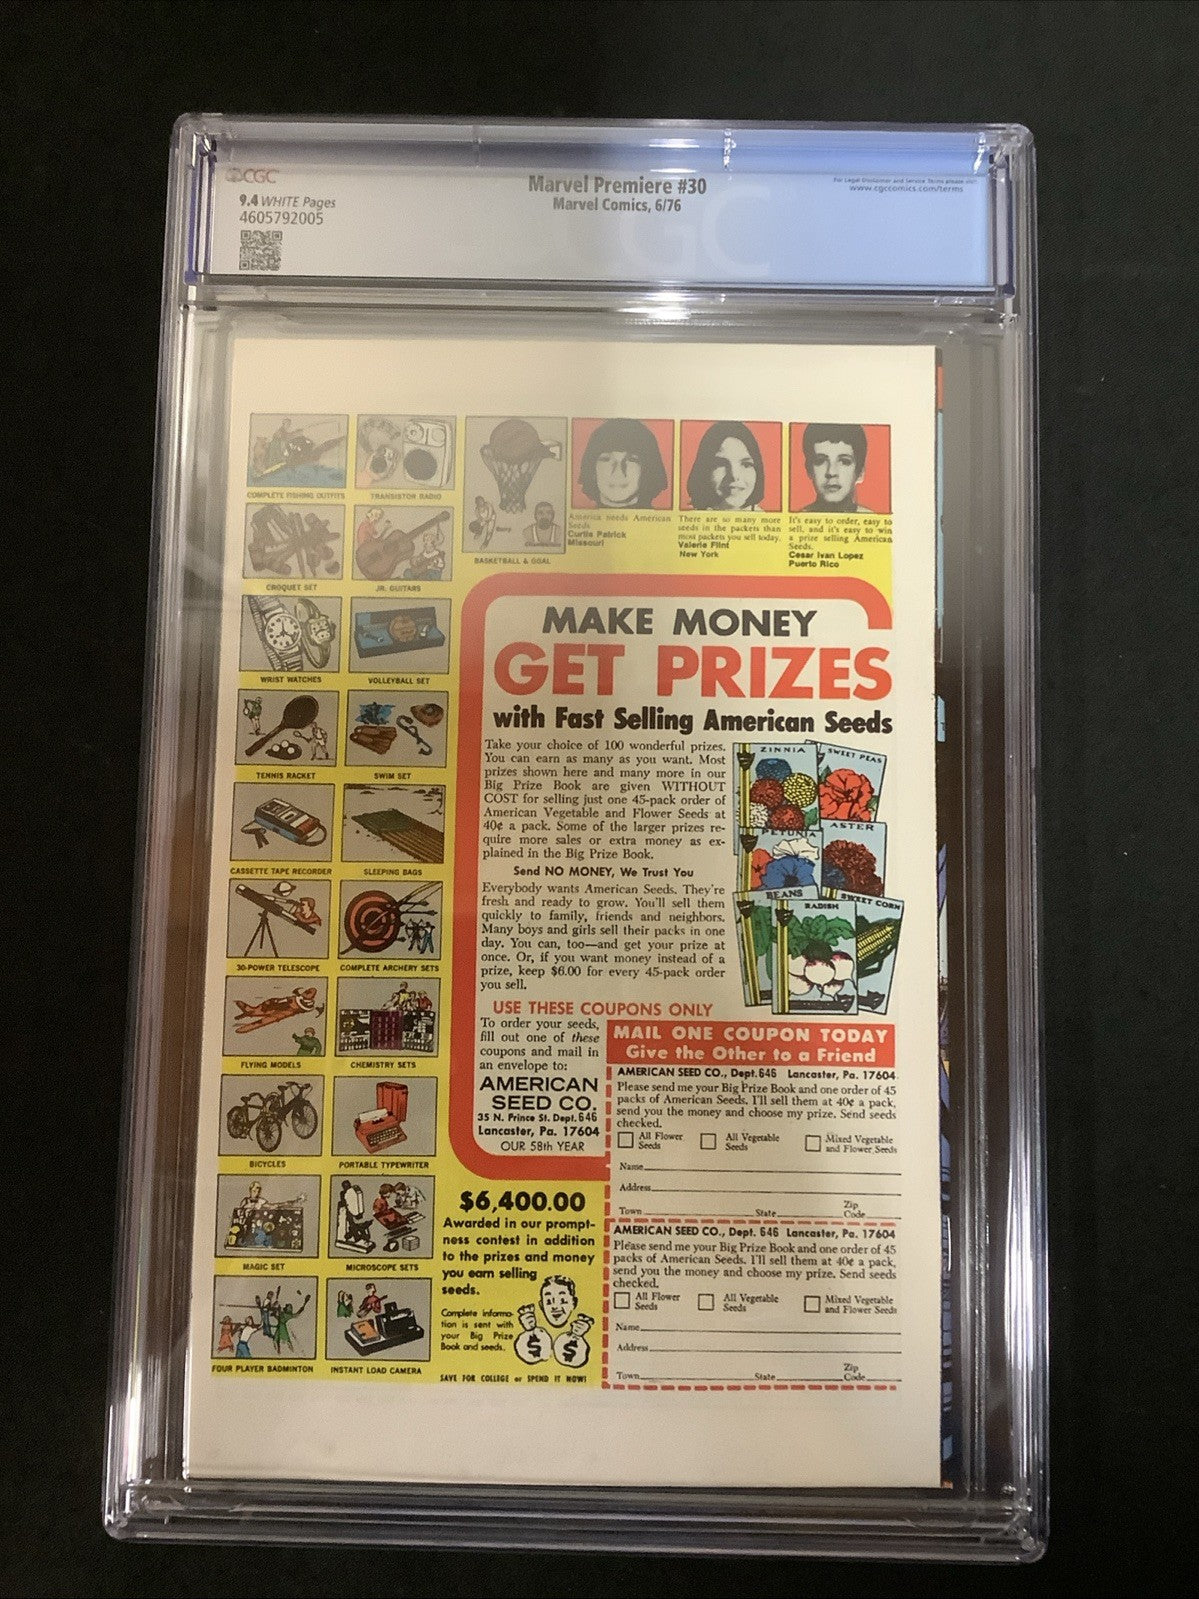 CGC
9.4 WHITE Pages
4605792005
Marvel Premiere #30
Marvel Comics, 6/76
For Legal Disclaimer and Service Terms please visit
www.cgccomics.com/terms
CGC
COMPLETE FISHING OUTFITS
TRANSISTOR RADIO
BASKETBALL & GOAL
CROQUET SET
JR. GUITARS
WRIST WATCHES
VOLLEYBALL SET
TENNIS RACKET
SWIM SET
CASSETTE TAPE RECORDER
SLEEPING BAGS
30-POWER TELESCOPE
COMPLETE ARCHERY SETS
FLYING MODELS
CHEMISTRY SETS
BICYCLES
PORTABLE TYPEWRITER
MAGIC SET
MICROSCOPE SETS
FOUR PLAYER BADMINTON
INSTANT LOAD CAMERA
America needs American
Seeds.
Curtis Patrick
Missouri
There are so many more
seeds in the packets than
most packets you sell today.
Valerie Flint
New York
It's easy to order, easy to
sell, and it's easy to win
a prize selling American
Seeds.
Cesar Ivan Lopez
Puerto Rico
MAKE MONEY
GET PRIZES
with Fast Selling American Seeds
Take your choice of 100 wonderful prizes.
You can earn as many as you want. Most
prizes shown here and many more in our
Big Prize Book are given WITHOUT
COST for selling just one 45-pack order of
American Vegetable and Flower Seeds at
40¢ a pack. Some of the larger prizes re-
quire more sales or extra money as ex-
plained in the Big Prize Book.
Send NO MONEY, We Trust You
Everybody wants American Seeds. They're
fresh and ready to grow. You'll sell them
quickly to family, friends and neighbors.
Many boys and girls sell their packs in one
day. You can, too—and get your prize at
once. Or, if you want money instead of a
prize, keep $6.00 for every 45-pack order
you sell.
ZINNIA
SWEET PEAS
PETUNIA
ASTER
BEANS
RADISH
SWEET CORN
USE THESE COUPONS ONLY
To order your seeds,
fill out one of these
coupons and mail in
an envelope to:
AMERICAN
SEED CO.
35 N. Prince St. Dept. 646
Lancaster, Pa. 17604
OUR 58th YEAR
MAIL ONE COUPON TODAY
Give the Other to a Friend
AMERICAN SEED CO., Dept. 646 Lancaster, Pa. 17604
Please send me your Big Prize Book and one order of 45
packs of American Seeds. I'll sell them at 40¢ a pack,
send you the money and choose my prize. Send seeds
checked.
All Flower
Seeds
All Vegetable
Seeds
Mixed Vegetable
and Flower Seeds
Name
Address
Town State Zip
Code
AMERICAN SEED CO., Dept. 646 Lancaster, Pa. 17604
Please send me your Big Prize Book and one order of 45
packs of American Seeds. I'll sell them at 40¢ a pack,
send you the money and choose my prize. Send seeds
checked.
All Flower
Seeds
All Vegetable
Seeds
Mixed Vegetable
and Flower Seeds
Name
Address
Town State Zip
Code
$6,400.00
Awarded in our prompt-
ness contest in addition
to the prizes and money
you earn selling
seeds.
Complete informa-
tion is sent with
your Big Prize
Book and seeds.
$ $
SAVE FOR COLLEGE or SPEND IT NOW!